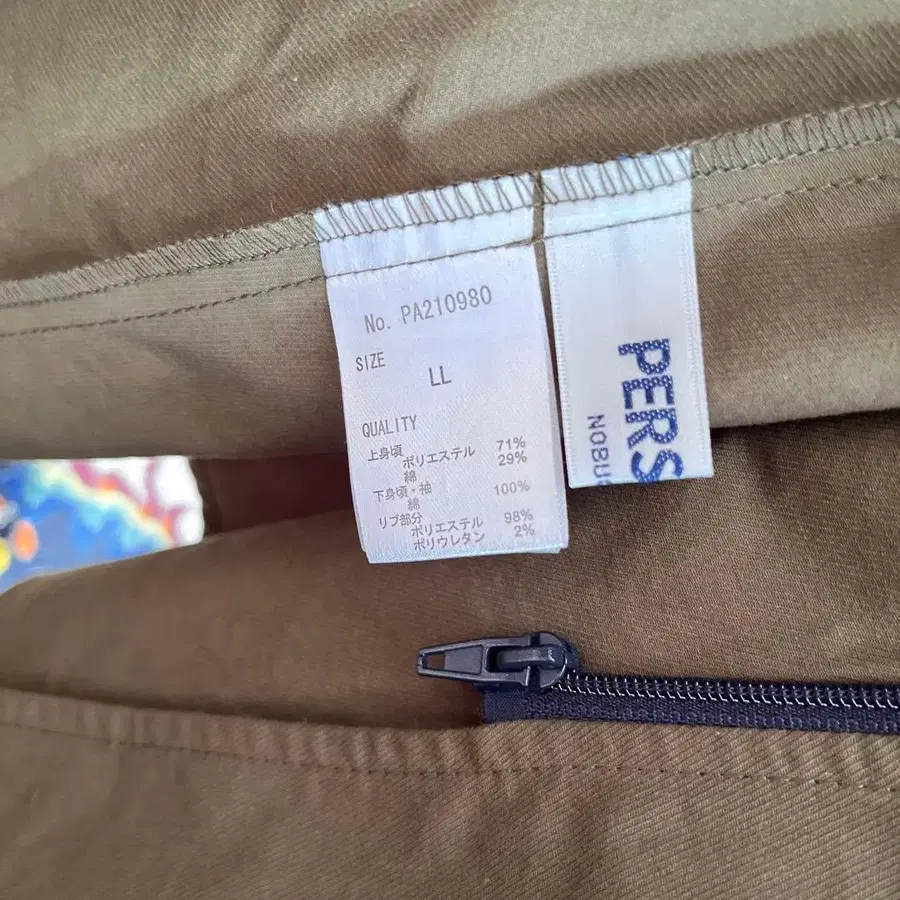 No. PA210980
SIZE
LL
QUALITY
上身頃
ポリエステル 71%
綿 29%
下身頃・袖
綿 100%
リブ部分
ポリエステル 98%
ポリウレタン 2%
PERS
NOBU